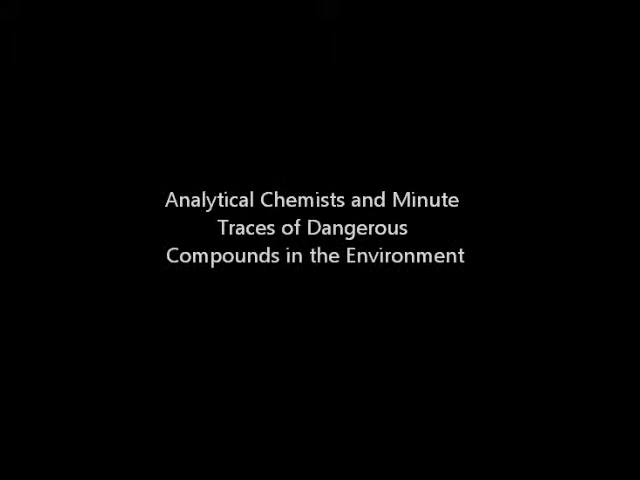 Analytical Chemists and Minute
Traces of Dangerous
Compounds in the Environment